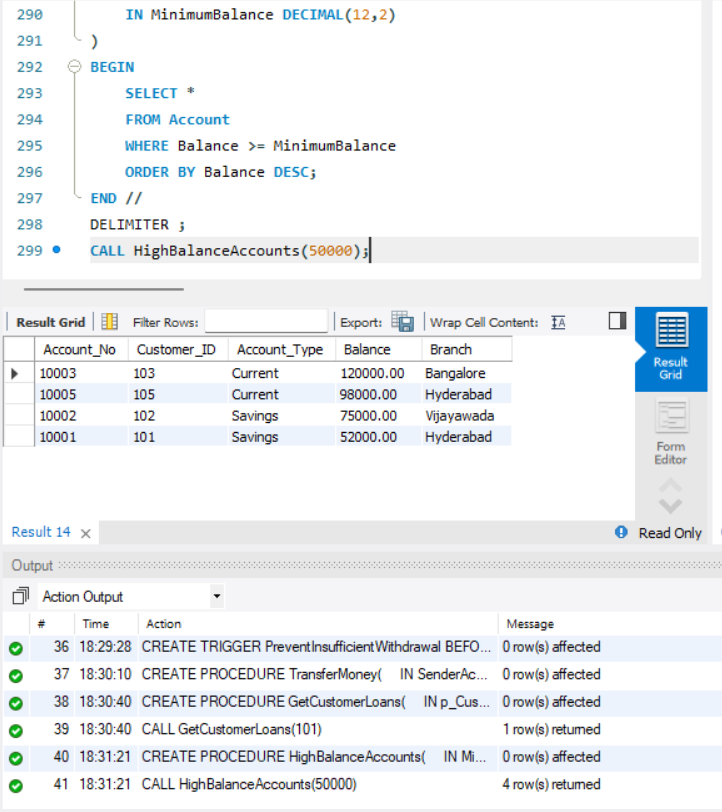 290 IN MinimumBalance DECIMAL(12,2)
291 )
292 BEGIN
293 SELECT *
294 FROM Account
295 WHERE Balance >= MinimumBalance
296 ORDER BY Balance DESC;
297 END //
298 DELIMITER ;
299 CALL HighBalanceAccounts(50000);
Result Grid Filter Rows: Export: Wrap Cell Content: IA
Account_No Customer_ID Account_Type Balance Branch
10003 103 Current 120000.00 Bangalore
10005 105 Current 98000.00 Hyderabad
10002 102 Savings 75000.00 Vijayawada
10001 101 Savings 52000.00 Hyderabad
Result
Grid
Form
Editor
Result 14 Read Only
Output
Action Output
# Time Action Message
36 18:29:28 CREATE TRIGGER PreventInsufficientWithdrawal BEFO... 0 row(s) affected
37 18:30:10 CREATE PROCEDURE TransferMoney( IN SenderAc... 0 row(s) affected
38 18:30:40 CREATE PROCEDURE GetCustomerLoans( IN p_Cus... 0 row(s) affected
39 18:30:40 CALL GetCustomerLoans(101) 1 row(s) returned
40 18:31:21 CREATE PROCEDURE HighBalanceAccounts( IN Mi... 0 row(s) affected
41 18:31:21 CALL HighBalanceAccounts(50000) 4 row(s) returned